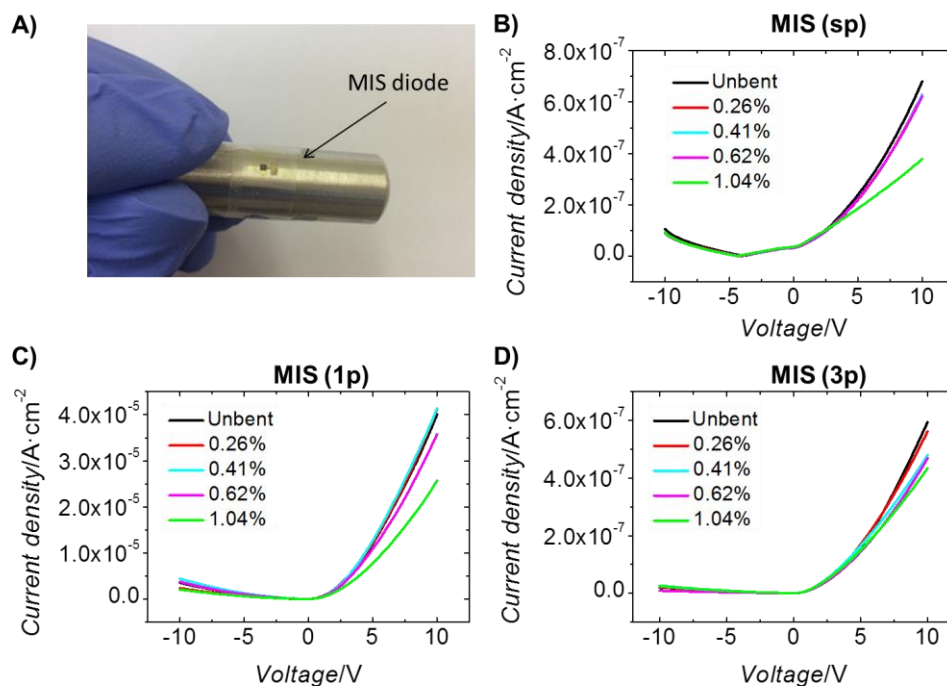 A)
MIS diode
B)
MIS (sp)
Current density/A·cm-2
8.0x10-7
6.0x10-7
4.0x10-7
2.0x10-7
0.0
Unbent
0.26%
0.41%
0.62%
1.04%
-10 -5 0 5 10
Voltage/V
C)
MIS (1p)
Current density/A·cm-2
4.0x10-5
3.0x10-5
2.0x10-5
1.0x10-5
0.0
Unbent
0.26%
0.41%
0.62%
1.04%
-10 -5 0 5 10
Voltage/V
D)
MIS (3p)
Current density/A·cm-2
6.0x10-7
4.0x10-7
2.0x10-7
0.0
Unbent
0.26%
0.41%
0.62%
1.04%
-10 -5 0 5 10
Voltage/V